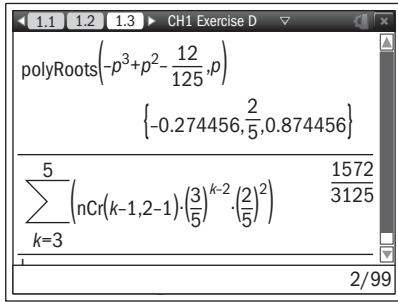 1.1 1.2 1.3 CH1 Exercise D
polyRoots(-p³+p²-12/125,p)
{-0.274456,2/5,0.874456}
5 ∑ k=3 (nCr(k-1,2-1)·(3/5)^(k-2)·(2/5)^2) 1572/3125
2/99